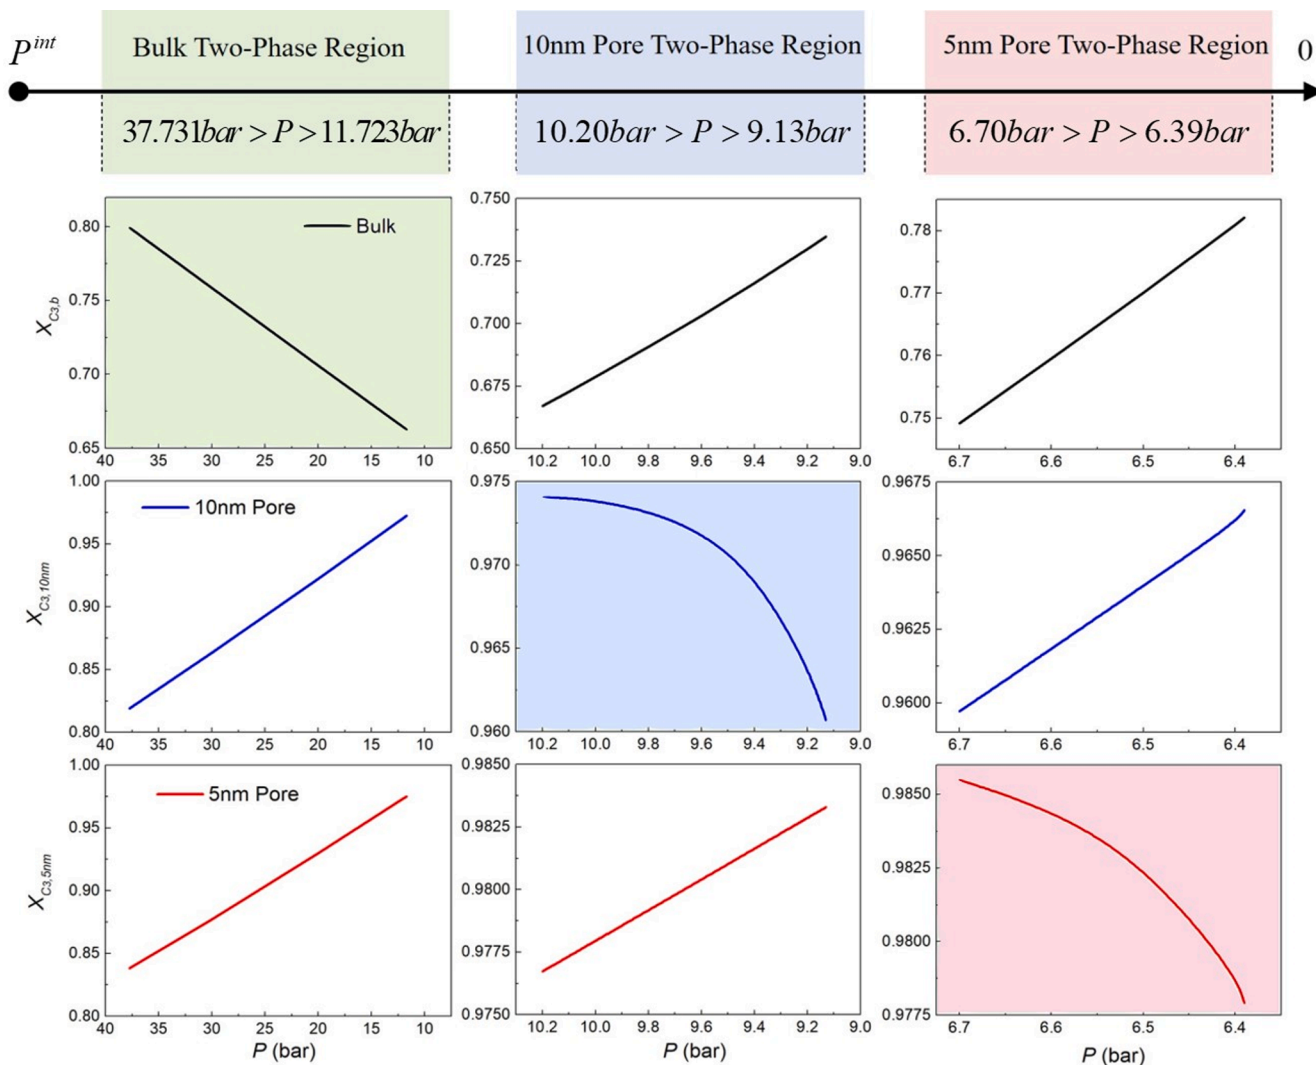 P^int
Bulk Two-Phase Region
10nm Pore Two-Phase Region
5nm Pore Two-Phase Region
0
37.731bar > P > 11.723bar
10.20bar > P > 9.13bar
6.70bar > P > 6.39bar
X_C3,b
0.80
0.75
0.70
0.65
Bulk
40 35 30 25 20 15 10
0.750
0.725
0.700
0.675
0.650
10.2 10.0 9.8 9.6 9.4 9.2 9.0
0.78
0.77
0.76
0.75
6.7 6.6 6.5 6.4
X_C3,10nm
1.00
0.95
0.90
0.85
0.80
10nm Pore
40 35 30 25 20 15 10
0.975
0.970
0.965
0.960
10.2 10.0 9.8 9.6 9.4 9.2 9.0
0.9675
0.9650
0.9625
0.9600
6.7 6.6 6.5 6.4
X_C3,5nm
1.00
0.95
0.90
0.85
0.80
5nm Pore
40 35 30 25 20 15 10
P (bar)
0.9850
0.9825
0.9800
0.9775
0.9750
10.2 10.0 9.8 9.6 9.4 9.2 9.0
P (bar)
0.9850
0.9825
0.9800
0.9775
6.7 6.6 6.5 6.4
P (bar)